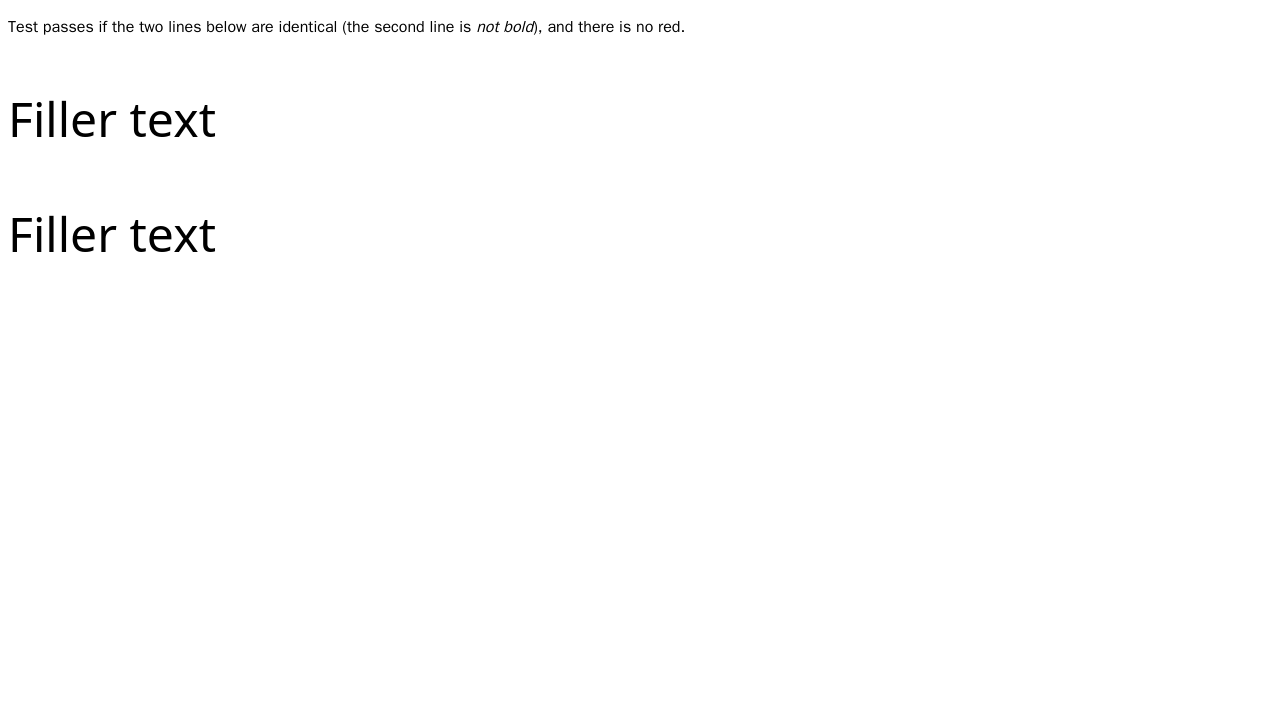 Test passes if the two lines below are identical (the second line is not bold), and there is no red.
Filler text
Filler text